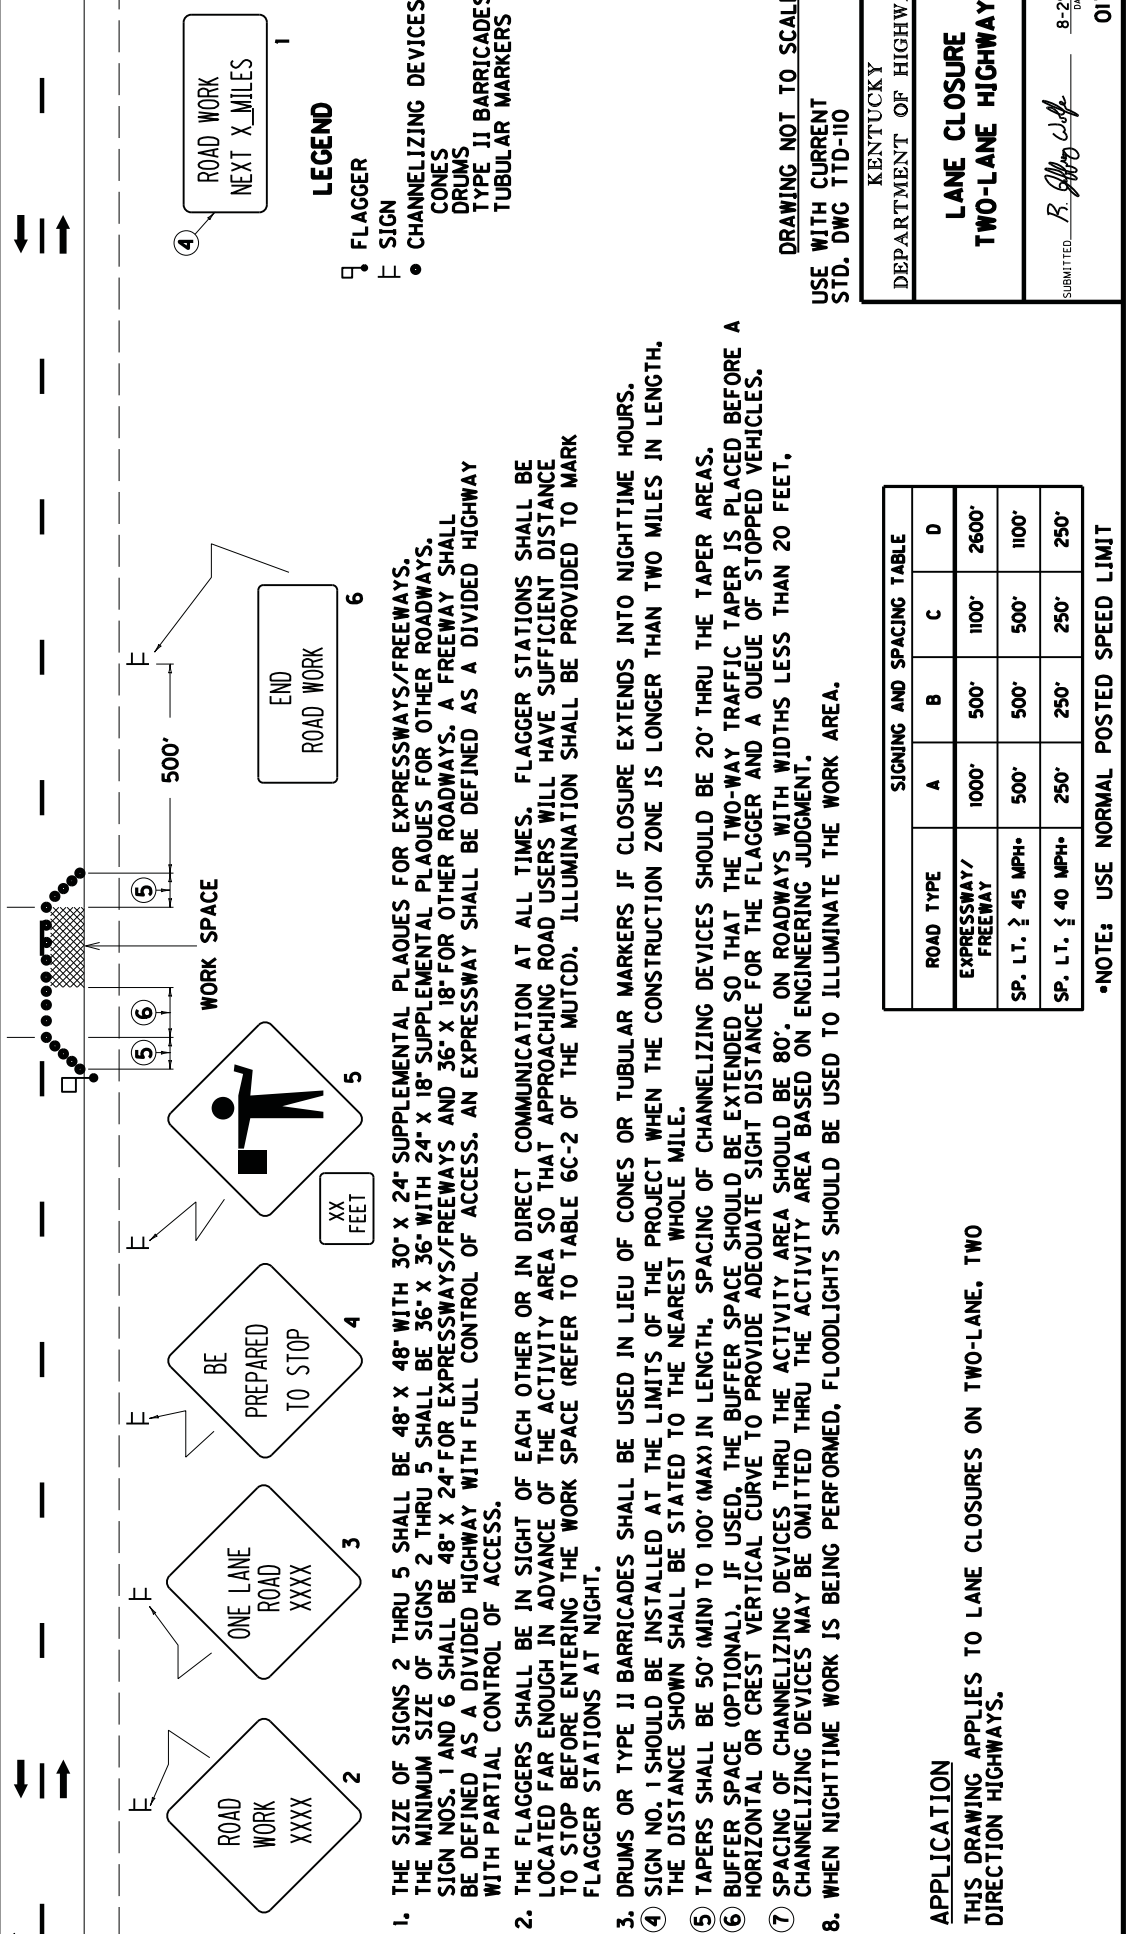 500'
5
6
5
WORK SPACE
ROAD
WORK
XXXX
2
ONE LANE
ROAD
XXXX
3
BE
PREPARED
TO STOP
4
XX
FEET
5
END
ROAD WORK
6
4
ROAD WORK
NEXT X MILES
1
LEGEND
FLAGGER
SIGN
CHANNELIZING DEVICES
CONES
DRUMS
TYPE II BARRICADES
TUBULAR MARKERS
1. THE SIZE OF SIGNS 2 THRU 5 SHALL BE 48" X 48" WITH 30" X 24" SUPPLEMENTAL PLAQUES FOR EXPRESSWAYS/FREEWAYS.
THE MINIMUM SIZE OF SIGNS 2 THRU 5 SHALL BE 36" X 36" WITH 24" X 18" SUPPLEMENTAL PLAQUES FOR OTHER ROADWAYS.
SIGN NOS. 1 AND 6 SHALL BE 48" X 24" FOR EXPRESSWAYS/FREEWAYS AND 36" X 18" FOR OTHER ROADWAYS. A FREEWAY SHALL
BE DEFINED AS A DIVIDED HIGHWAY WITH FULL CONTROL OF ACCESS. AN EXPRESSWAY SHALL BE DEFINED AS A DIVIDED HIGHWAY
WITH PARTIAL CONTROL OF ACCESS.
2. THE FLAGGERS SHALL BE IN SIGHT OF EACH OTHER OR IN DIRECT COMMUNICATION AT ALL TIMES. FLAGGER STATIONS SHALL BE
LOCATED FAR ENOUGH IN ADVANCE OF THE ACTIVITY AREA SO THAT APPROACHING ROAD USERS WILL HAVE SUFFICIENT DISTANCE
TO STOP BEFORE ENTERING THE WORK SPACE (REFER TO TABLE 6C-2 OF THE MUTCD). ILLUMINATION SHALL BE PROVIDED TO MARK
FLAGGER STATIONS AT NIGHT.
3. DRUMS OR TYPE II BARRICADES SHALL BE USED IN LIEU OF CONES OR TUBULAR MARKERS IF CLOSURE EXTENDS INTO NIGHTTIME HOURS.
4 SIGN NO. 1 SHOULD BE INSTALLED AT THE LIMITS OF THE PROJECT WHEN THE CONSTRUCTION ZONE IS LONGER THAN TWO MILES IN LENGTH.
THE DISTANCE SHOWN SHALL BE STATED TO THE NEAREST WHOLE MILE.
5 TAPERS SHALL BE 50' (MIN) TO 100' (MAX) IN LENGTH. SPACING OF CHANNELIZING DEVICES SHOULD BE 20' THRU THE TAPER AREAS.
6 BUFFER SPACE (OPTIONAL). IF USED, THE BUFFER SPACE SHOULD BE EXTENDED SO THAT THE TWO-WAY TRAFFIC TAPER IS PLACED BEFORE A
HORIZONTAL OR CREST VERTICAL CURVE TO PROVIDE ADEQUATE SIGHT DISTANCE FOR THE FLAGGER AND A QUEUE OF STOPPED VEHICLES.
7 SPACING OF CHANNELIZING DEVICES THRU THE ACTIVITY AREA SHOULD BE 80'. ON ROADWAYS WITH WIDTHS LESS THAN 20 FEET,
CHANNELIZING DEVICES MAY BE OMITTED THRU THE ACTIVITY AREA BASED ON ENGINEERING JUDGMENT.
8. WHEN NIGHTTIME WORK IS BEING PERFORMED, FLOODLIGHTS SHOULD BE USED TO ILLUMINATE THE WORK AREA.
APPLICATION
THIS DRAWING APPLIES TO LANE CLOSURES ON TWO-LANE, TWO
DIRECTION HIGHWAYS.
SIGNING AND SPACING TABLE
ROAD TYPE A B C D
EXPRESSWAY/
FREEWAY 1000' 500' 1100' 2600'
SP. LT. ≧ 45 MPH* 500' 500' 500' 1100'
SP. LT. ≦ 40 MPH* 250' 250' 250' 250'
*NOTE: USE NORMAL POSTED SPEED LIMIT
DRAWING NOT TO SCALE
USE WITH CURRENT
STD. DWG TTD-110
KENTUCKY
DEPARTMENT OF HIGHWA
LANE CLOSURE
TWO-LANE HIGHWAY
SUBMITTED